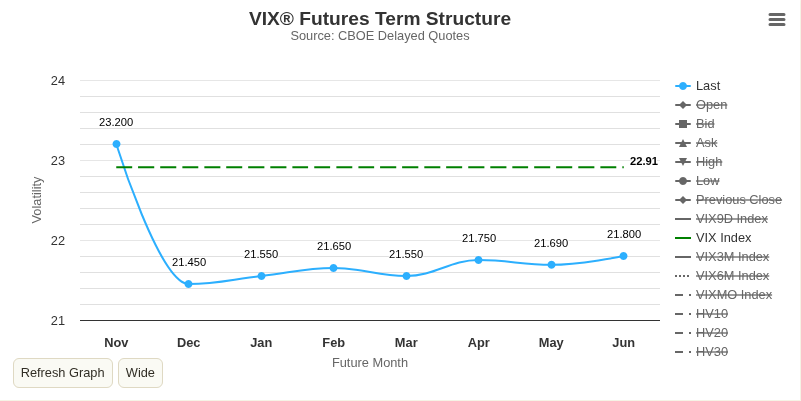 VIX® Futures Term Structure
Source: CBOE Delayed Quotes
24
23
22
21
Volatility
23.200
21.450
21.550
21.650
21.550
21.750
21.690
21.800
22.91
Nov Dec Jan Feb Mar Apr May Jun
Future Month
Last
Open
Bid
Ask
High
Low
Previous Close
VIX9D Index
VIX Index
VIX3M Index
VIX6M Index
VIXMO Index
HV10
HV20
HV30
Refresh Graph
Wide